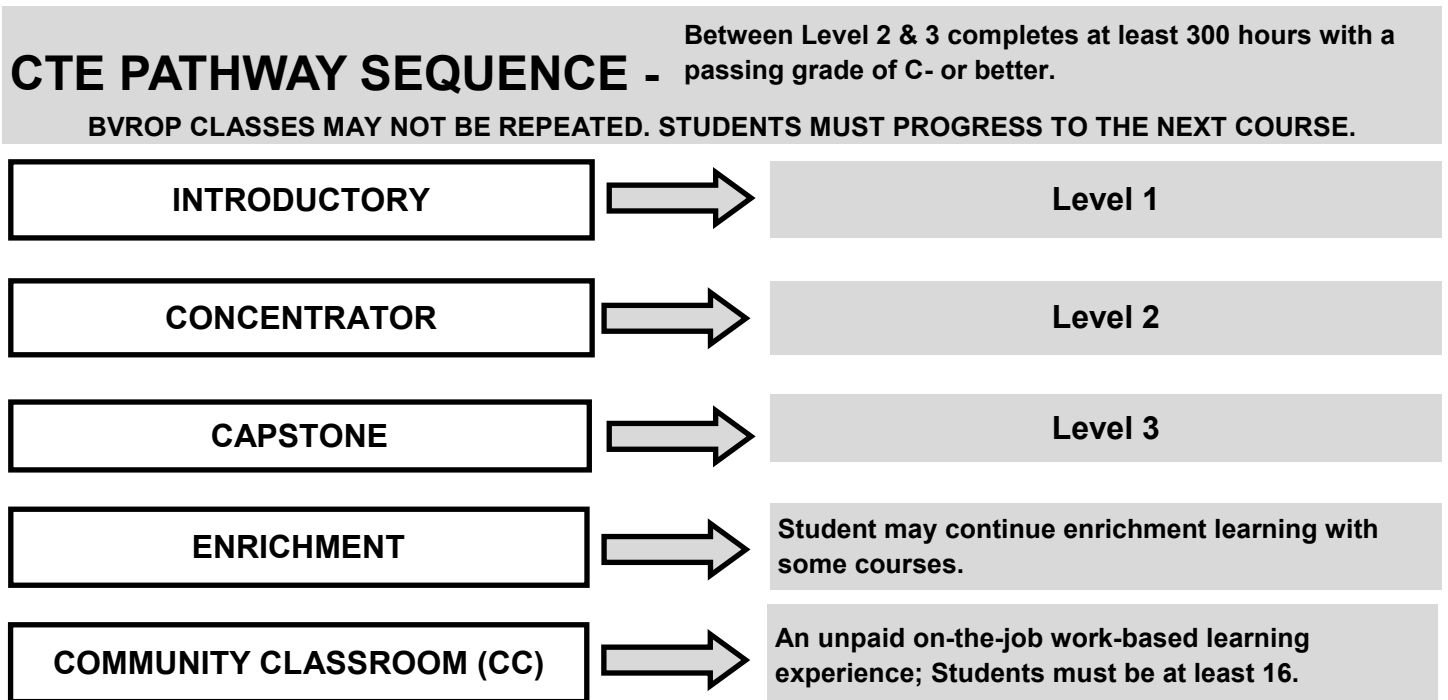 Between Level 2 & 3 completes at least 300 hours with a
CTE PATHWAY SEQUENCE - passing grade of C- or better.
BVROP CLASSES MAY NOT BE REPEATED. STUDENTS MUST PROGRESS TO THE NEXT COURSE.
INTRODUCTORY
Level 1
CONCENTRATOR
Level 2
CAPSTONE
Level 3
ENRICHMENT
Student may continue enrichment learning with
some courses.
COMMUNITY CLASSROOM (CC)
An unpaid on-the-job work-based learning
experience; Students must be at least 16.